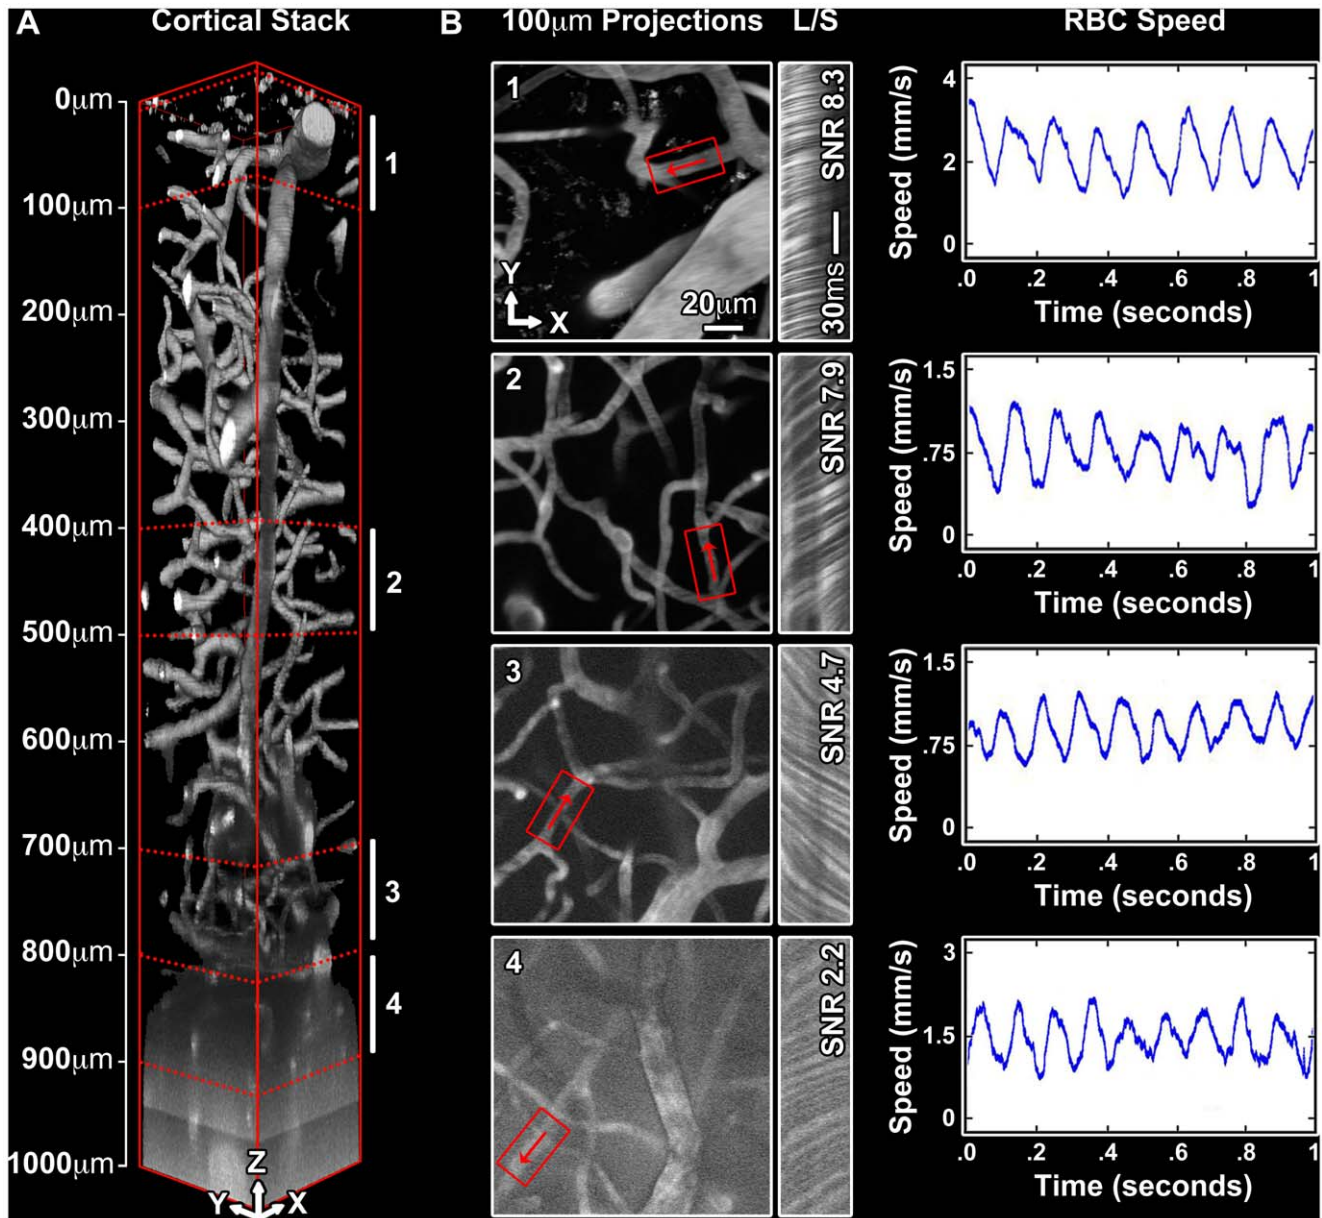 A Cortical Stack B 100μm Projections L/S RBC Speed
0μm
100μm
200μm
300μm
400μm
500μm
600μm
700μm
800μm
900μm
1000μm
1
2
3
4
Z
Y X
1
Y
X
20μm
SNR 8.3
30ms
4
2
0
Speed (mm/s)
.0 .2 .4 .6 .8 1
Time (seconds)
2
SNR 7.9
1.5
.75
0
Speed (mm/s)
.0 .2 .4 .6 .8 1
Time (seconds)
3
SNR 4.7
1.5
.75
0
Speed (mm/s)
.0 .2 .4 .6 .8 1
Time (seconds)
4
SNR 2.2
3
1.5
0
Speed (mm/s)
.0 .2 .4 .6 .8 1
Time (seconds)